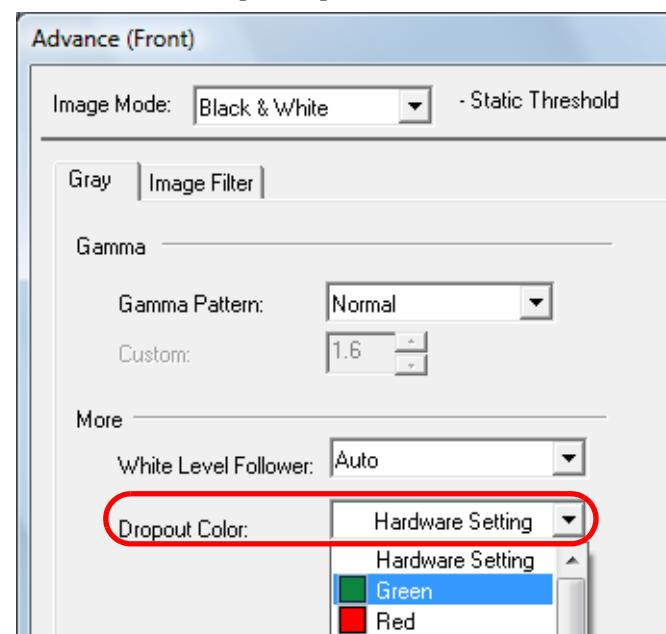 Advance (Front)
Image Mode: Black & White - Static Threshold
Gray Image Filter
Gamma
Gamma Pattern: Normal
Custom: 1.6
More
White Level Follower: Auto
Dropout Color: Hardware Setting
Hardware Setting
Green
Red